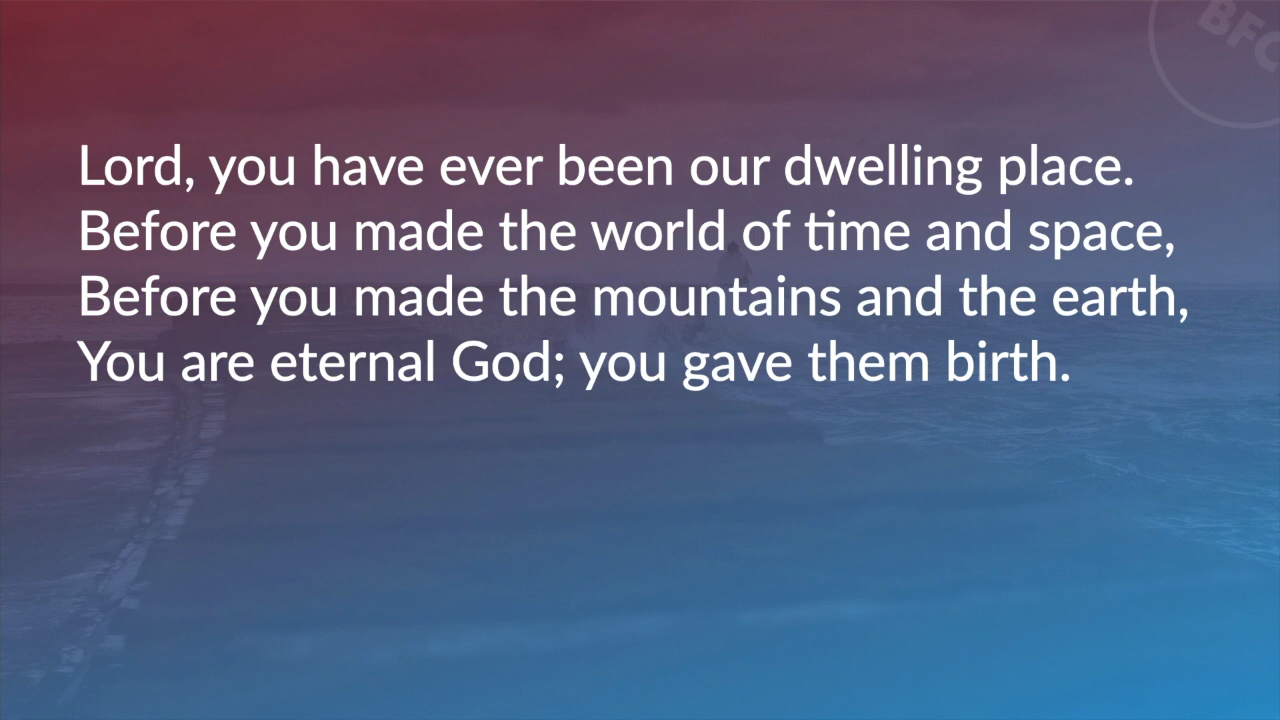 BFC
Lord, you have ever been our dwelling place.
Before you made the world of time and space,
Before you made the mountains and the earth,
You are eternal God; you gave them birth.